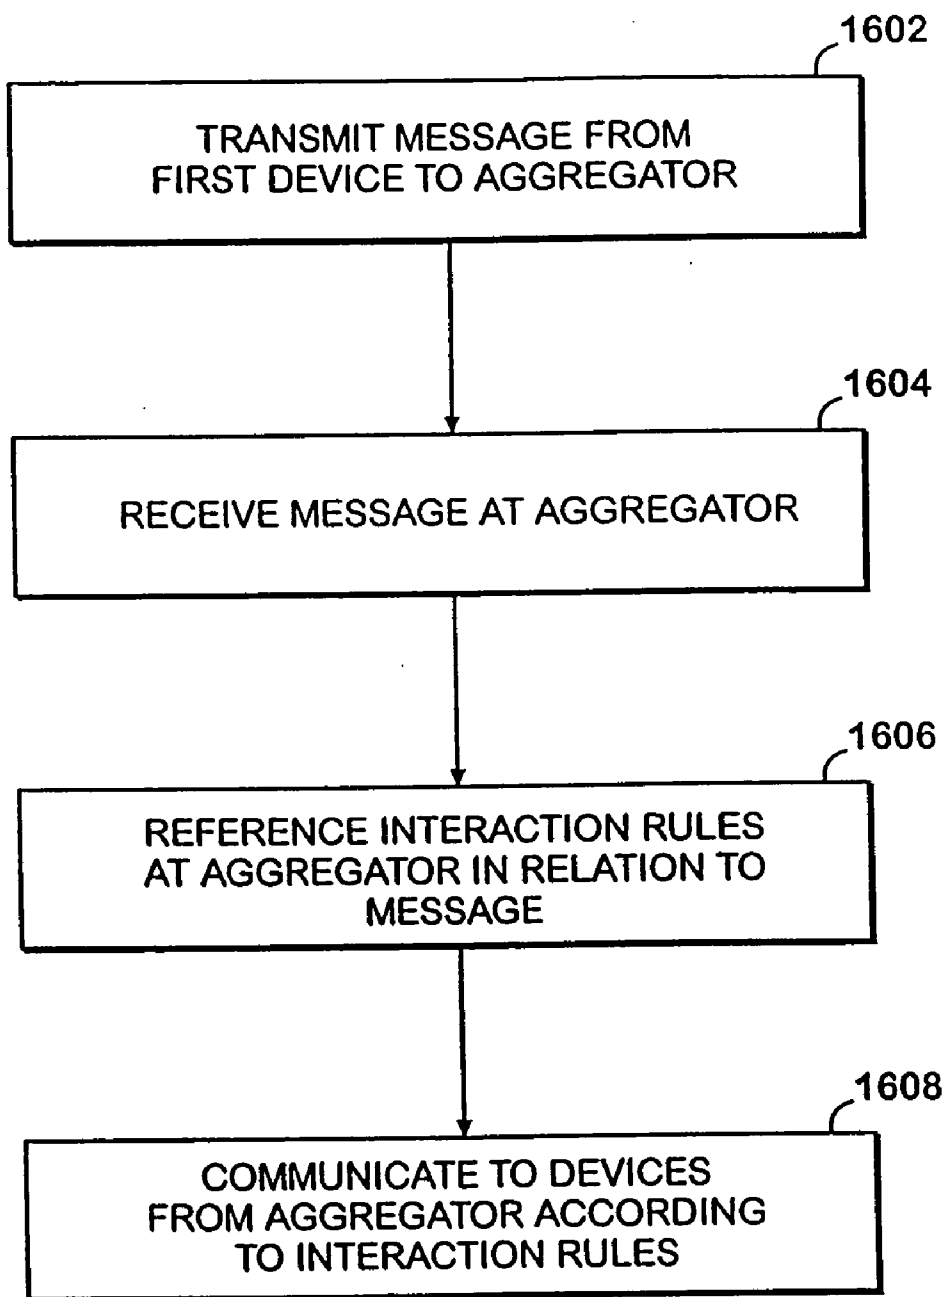 1602
TRANSMIT MESSAGE FROM
FIRST DEVICE TO AGGREGATOR
1604
RECEIVE MESSAGE AT AGGREGATOR
1606
REFERENCE INTERACTION RULES
AT AGGREGATOR IN RELATION TO
MESSAGE
1608
COMMUNICATE TO DEVICES
FROM AGGREGATOR ACCORDING
TO INTERACTION RULES